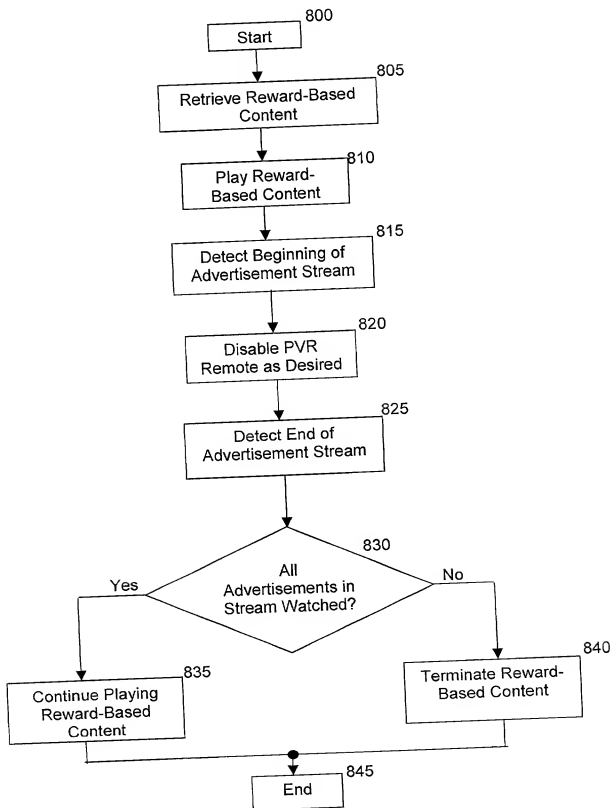 800
Start
805
Retrieve Reward-Based
Content
810
Play Reward-
Based Content
815
Detect Beginning of
Advertisement Stream
820
Disable PVR
Remote as Desired
825
Detect End of
Advertisement Stream
830
All
Advertisements in
Stream Watched?
Yes
No
835
Continue Playing
Reward-Based
Content
840
Terminate Reward-
Based Content
845
End